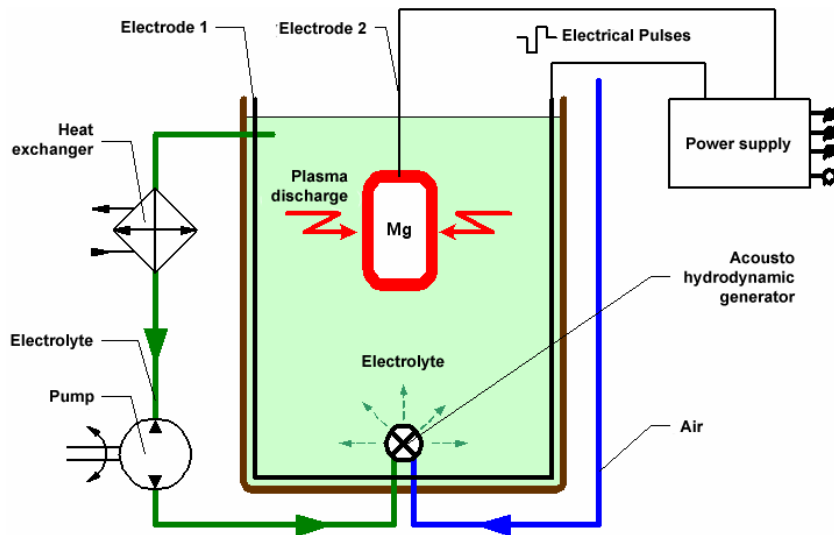 Electrode 1
Electrode 2
Electrical Pulses
Heat
exchanger
Power supply
Plasma
discharge
Mg
Acousto
hydrodynamic
generator
Electrolyte
Electrolyte
Pump
Air